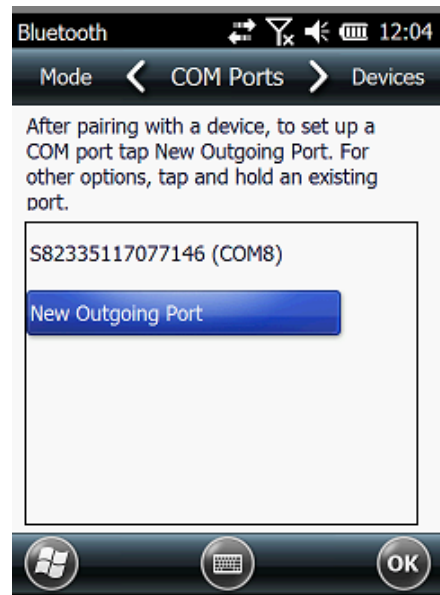 Bluetooth 12:04
Mode COM Ports Devices
After pairing with a device, to set up a
COM port tap New Outgoing Port. For
other options, tap and hold an existing
port.
S82335117077146 (COM8)
New Outgoing Port
OK